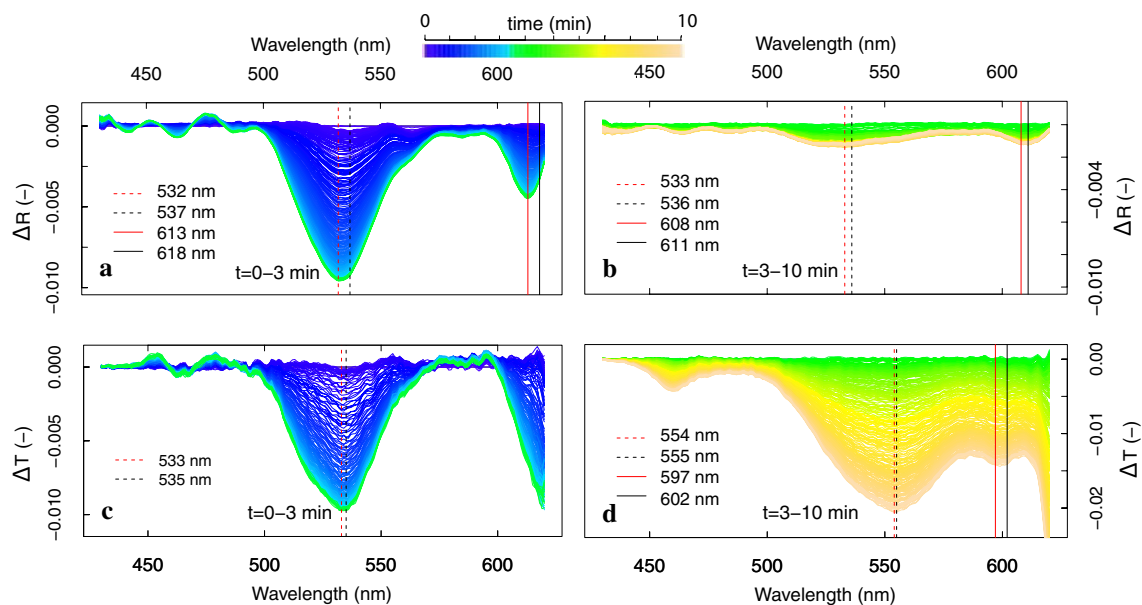 0 time (min) 10
Wavelength (nm)
Wavelength (nm)
450 500 550 600 450 500 550 600
0.000
−0.005
−0.010
ΔR (−)
532 nm
537 nm
613 nm
618 nm
a
t=0−3 min
533 nm
536 nm
608 nm
611 nm
b
t=3−10 min
−0.004
−0.010
ΔR (−)
0.000
−0.005
−0.010
ΔT (−)
533 nm
535 nm
c
t=0−3 min
554 nm
555 nm
597 nm
602 nm
d
t=3−10 min
0.00
−0.01
−0.02
ΔT (−)
450 500 550 600 450 500 550 600
Wavelength (nm)
Wavelength (nm)